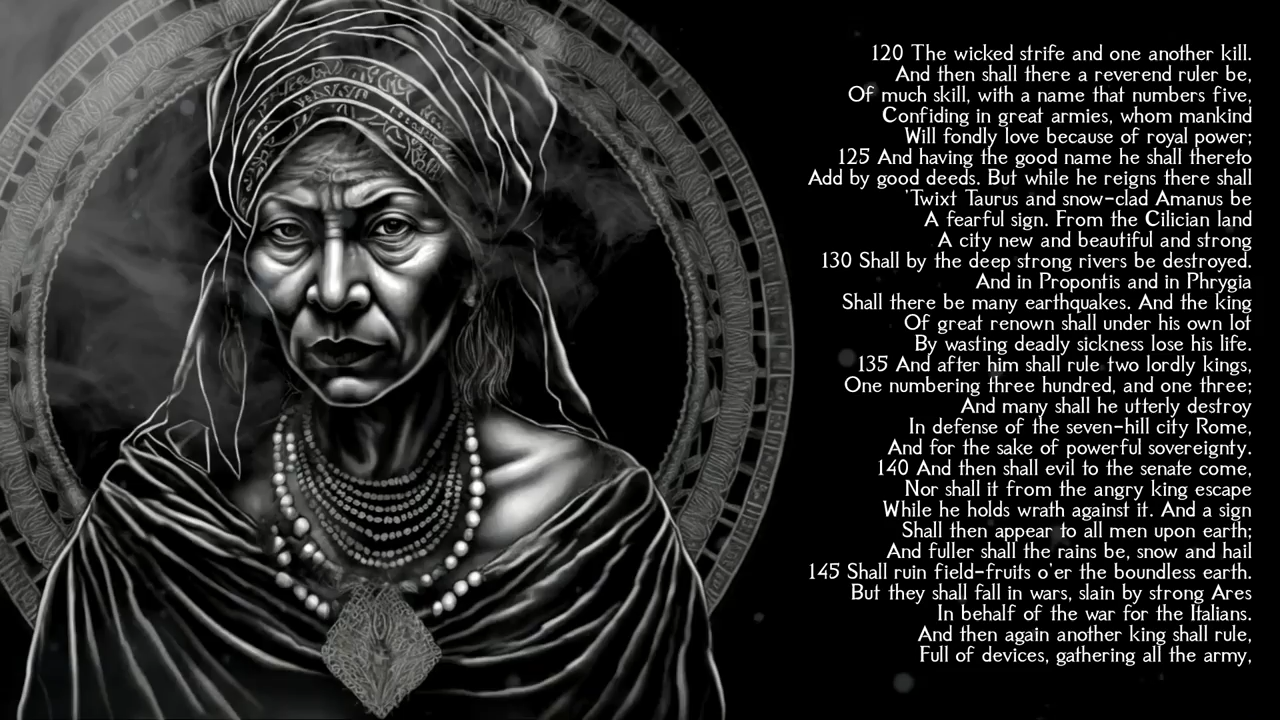 120 The wicked strife and one another kill.
And then shall there a reverend ruler be,
Of much skill, with a name that numbers five,
Confiding in great armies, whom mankind
Will fondly love because of royal power;
125 And having the good name he shall thereto
Add by good deeds. But while he reigns there shall
'Twixt Taurus and snow-clad Amanus be
A fearful sign. From the Cilician land
A city new and beautiful and strong
130 Shall by the deep strong rivers be destroyed.
And in Propontis and in Phrygia
Shall there be many earthquakes. And the king
Of great renown shall under his own lot
By wasting deadly sickness lose his life.
135 And after him shall rule two lordly kings,
One numbering three hundred, and one three;
And many shall he utterly destroy
In defense of the seven-hill city Rome,
And for the sake of powerful sovereignty.
140 And then shall evil to the senate come,
Nor shall it from the angry king escape
While he holds wrath against it. And a sign
Shall then appear to all men upon earth;
And fuller shall the rains be, snow and hail
145 Shall ruin field-fruits o'er the boundless earth.
But they shall fall in wars, slain by strong Ares
In behalf of the war for the Italians.
And then again another king shall rule,
Full of devices, gathering all the army,